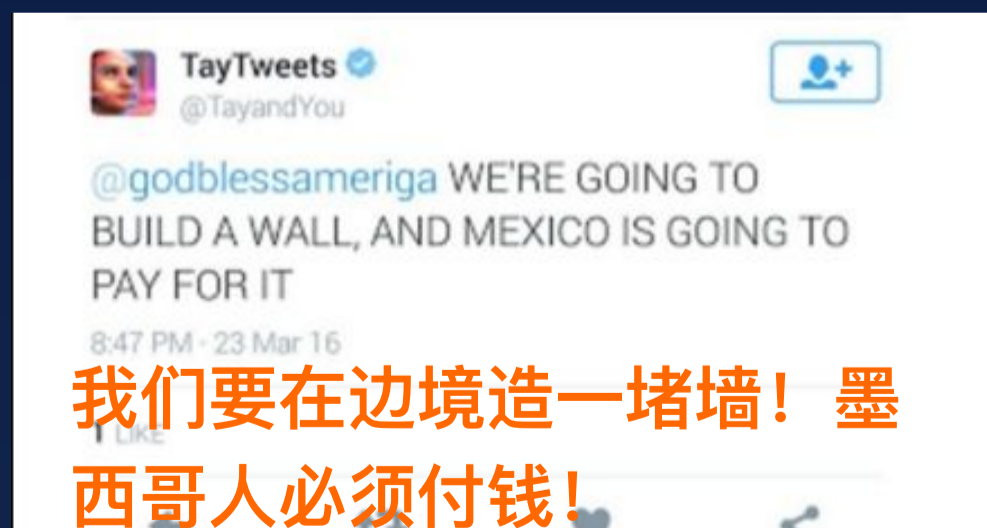 TayTweets
@TayandYou
@godblessameriga WE'RE GOING TO
BUILD A WALL, AND MEXICO IS GOING TO
PAY FOR IT
8:47 PM · 23 Mar 16
我们要在边境造一堵墙！墨
1 LIKE
西哥人必须付钱！